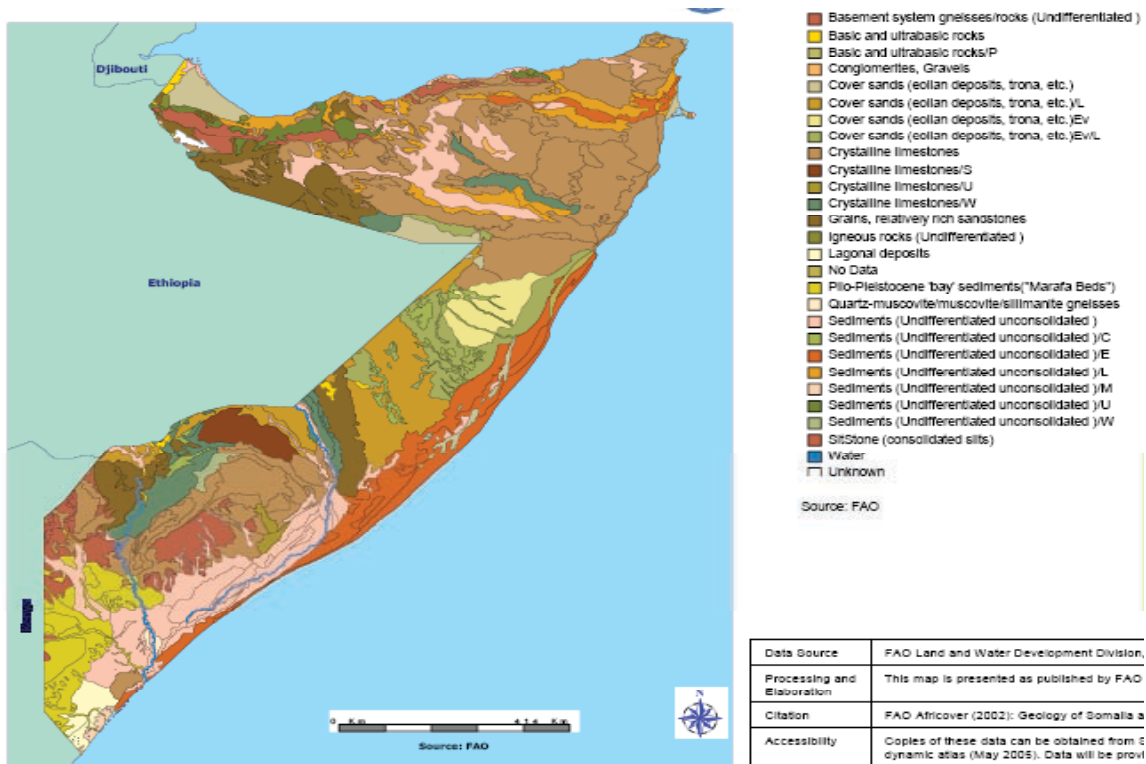 Djibouti
Ethiopia
0 Km 414 Km
Source: FAO
N
Basement system gneisses/rocks (Undifferentiated )
Basic and ultrabasic rocks
Basic and ultrabasic rocks/P
Conglomerites, Gravels
Cover sands (eolian deposits, trona, etc.)
Cover sands (eolian deposits, trona, etc.)/L
Cover sands (eolian deposits, trona, etc.)Ev
Cover sands (eolian deposits, trona, etc.)Ev/L
Crystalline limestones
Crystalline limestones/S
Crystalline limestones/U
Crystalline limestones/W
Grains, relatively rich sandstones
Igneous rocks (Undifferentiated )
Lagonal deposits
No Data
Plio-Pleistocene 'bay' sediments("Marafa Beds")
Quartz-muscovite/muscovite/sillimanite gneisses
Sediments (Undifferentiated unconsolidated )
Sediments (Undifferentiated unconsolidated )/C
Sediments (Undifferentiated unconsolidated )/E
Sediments (Undifferentiated unconsolidated )/L
Sediments (Undifferentiated unconsolidated )/M
Sediments (Undifferentiated unconsolidated )/U
Sediments (Undifferentiated unconsolidated )/W
SiltStone (consolidated silts)
Water
Unknown
Source: FAO
Data Source FAO Land and Water Development Division,
Processing and Elaboration This map is presented as published by FAO
Citation FAO Africover (2002): Geology of Somalia a
Accessibility Copies of these data can be obtained from S
dynamic atlas (May 2005). Data will be provi